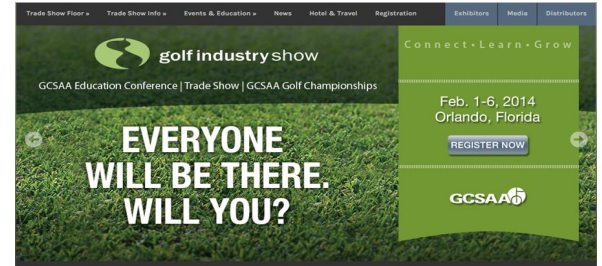 Trade Show Floor » Trade Show Info » Events & Education » News Hotel & Travel Registration Exhibitors Media Distributors
golf industry show
GCSAA Education Conference | Trade Show | GCSAA Golf Championships
EVERYONE
WILL BE THERE.
WILL YOU?
Connect • Learn • Grow
Feb. 1-6, 2014
Orlando, Florida
REGISTER NOW
GCSAA